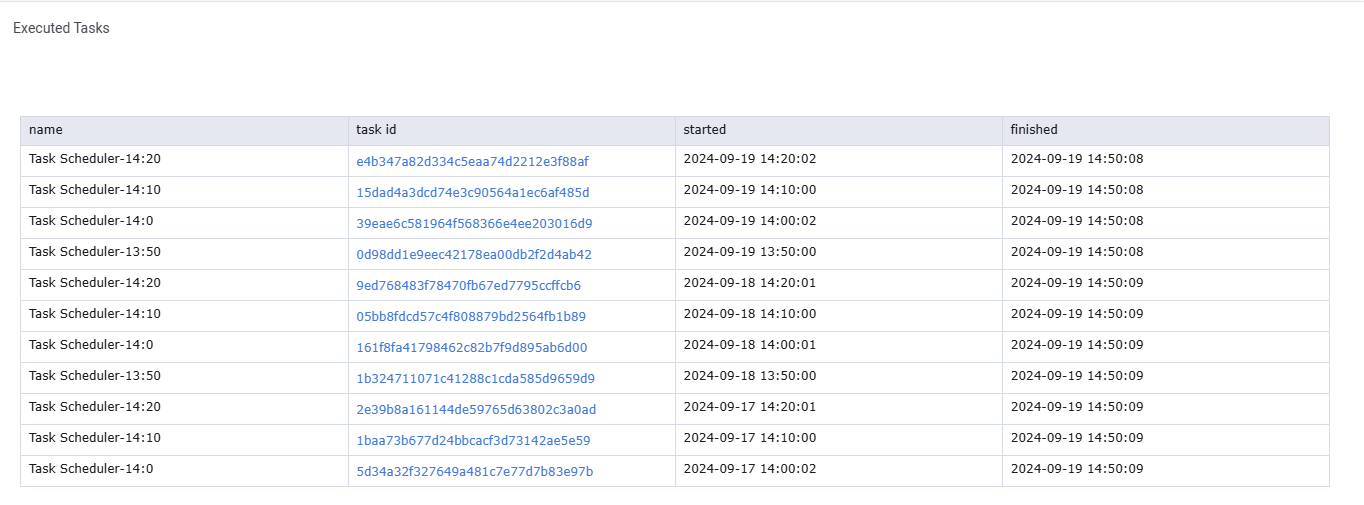 Executed Tasks
name task id started finished
Task Scheduler-14:20 e4b347a82d334c5eaa74d2212e3f88af 2024-09-19 14:20:02 2024-09-19 14:50:08
Task Scheduler-14:10 15dad4a3dcd74e3c90564a1ec6af485d 2024-09-19 14:10:00 2024-09-19 14:50:08
Task Scheduler-14:0 39eae6c581964f568366e4ee203016d9 2024-09-19 14:00:02 2024-09-19 14:50:08
Task Scheduler-13:50 0d98dd1e9eec42178ea00db2f2d4ab42 2024-09-19 13:50:00 2024-09-19 14:50:08
Task Scheduler-14:20 9ed768483f78470fb67ed7795ccffcb6 2024-09-18 14:20:01 2024-09-19 14:50:09
Task Scheduler-14:10 05bb8fdcd57c4f808879bd2564fb1b89 2024-09-18 14:10:00 2024-09-19 14:50:09
Task Scheduler-14:0 161f8fa41798462c82b7f9d895ab6d00 2024-09-18 14:00:01 2024-09-19 14:50:09
Task Scheduler-13:50 1b324711071c41288c1cda585d9659d9 2024-09-18 13:50:00 2024-09-19 14:50:09
Task Scheduler-14:20 2e39b8a161144de59765d63802c3a0ad 2024-09-17 14:20:01 2024-09-19 14:50:09
Task Scheduler-14:10 1baa73b677d24bbcacf3d73142ae5e59 2024-09-17 14:10:00 2024-09-19 14:50:09
Task Scheduler-14:0 5d34a32f327649a481c7e77d7b83e97b 2024-09-17 14:00:02 2024-09-19 14:50:09